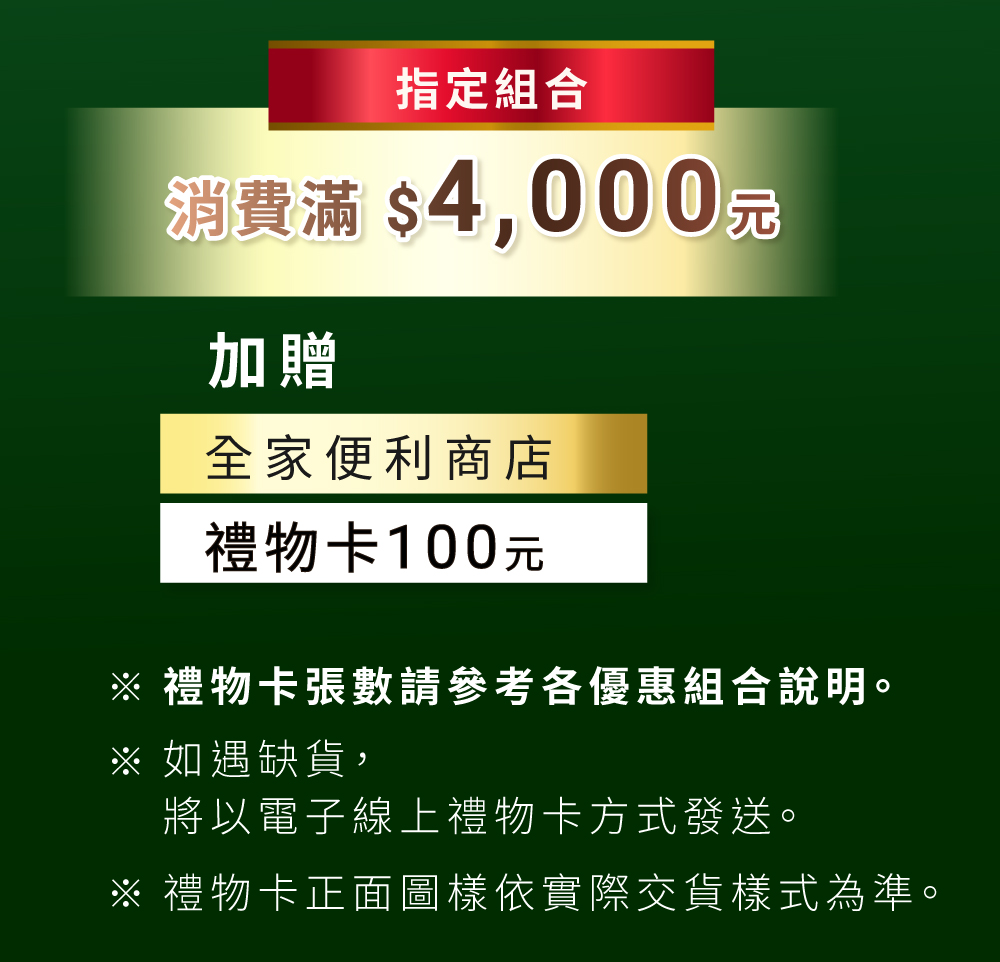 指定組合
消費滿 $4,000元
加贈
全家便利商店
禮物卡100元
※ 禮物卡張數請參考各優惠組合說明。
※ 如遇缺貨，
將以電子線上禮物卡方式發送。
※ 禮物卡正面圖樣依實際交貨樣式為準。